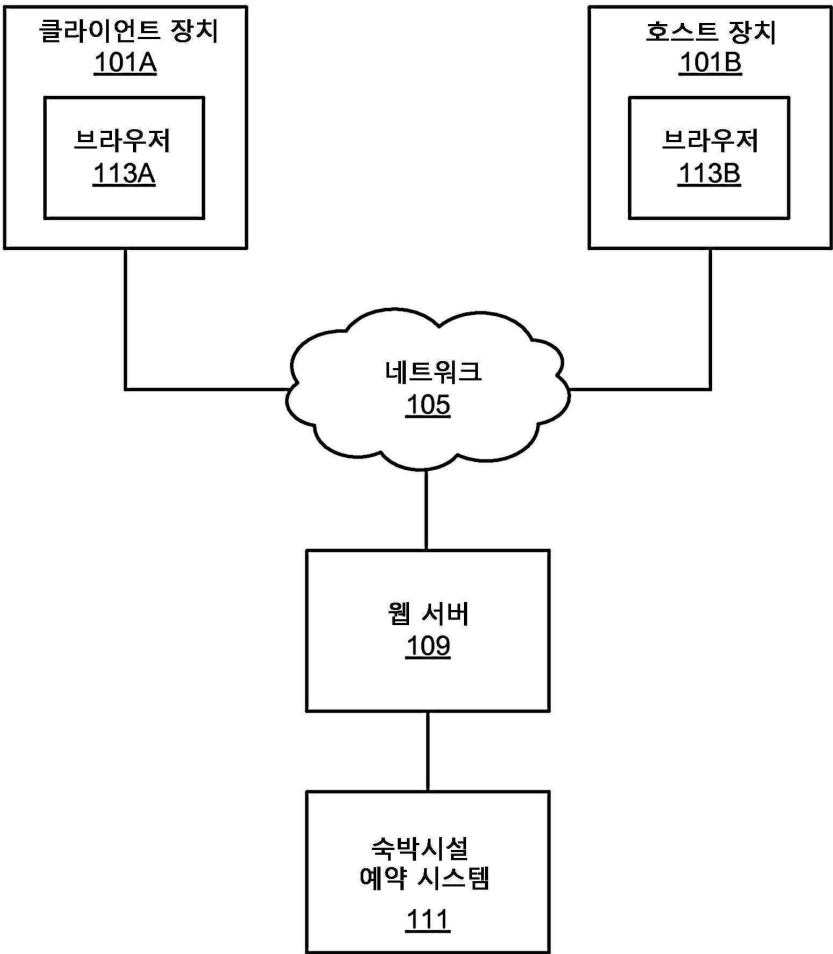 클라이언트 장치
101A
브라우저
113A
호스트 장치
101B
브라우저
113B
네트워크
105
웹 서버
109
숙박시설
예약 시스템
111